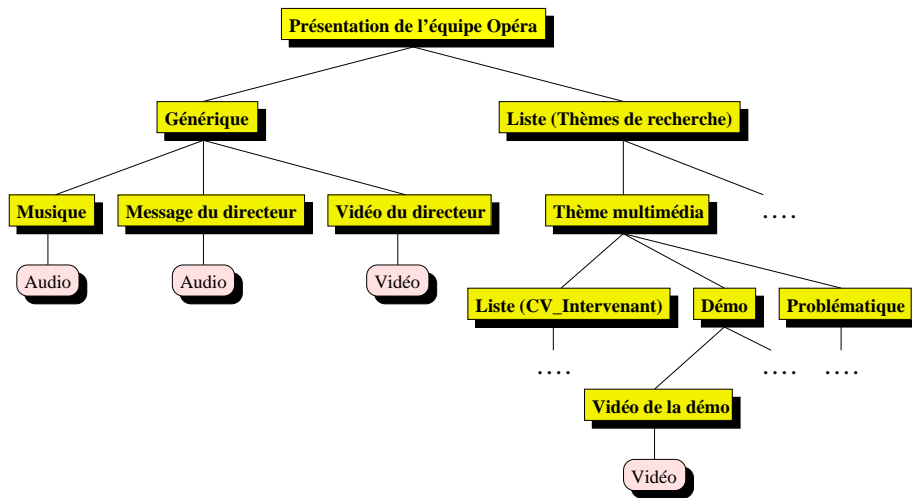 Présentation de l'équipe Opéra
Générique
Liste (Thèmes de recherche)
Musique
Message du directeur
Vidéo du directeur
Thème multimédia
....
Audio
Audio
Vidéo
Liste (CV_Intervenant)
Démo
Problématique
....
....
....
Vidéo de la démo
Vidéo